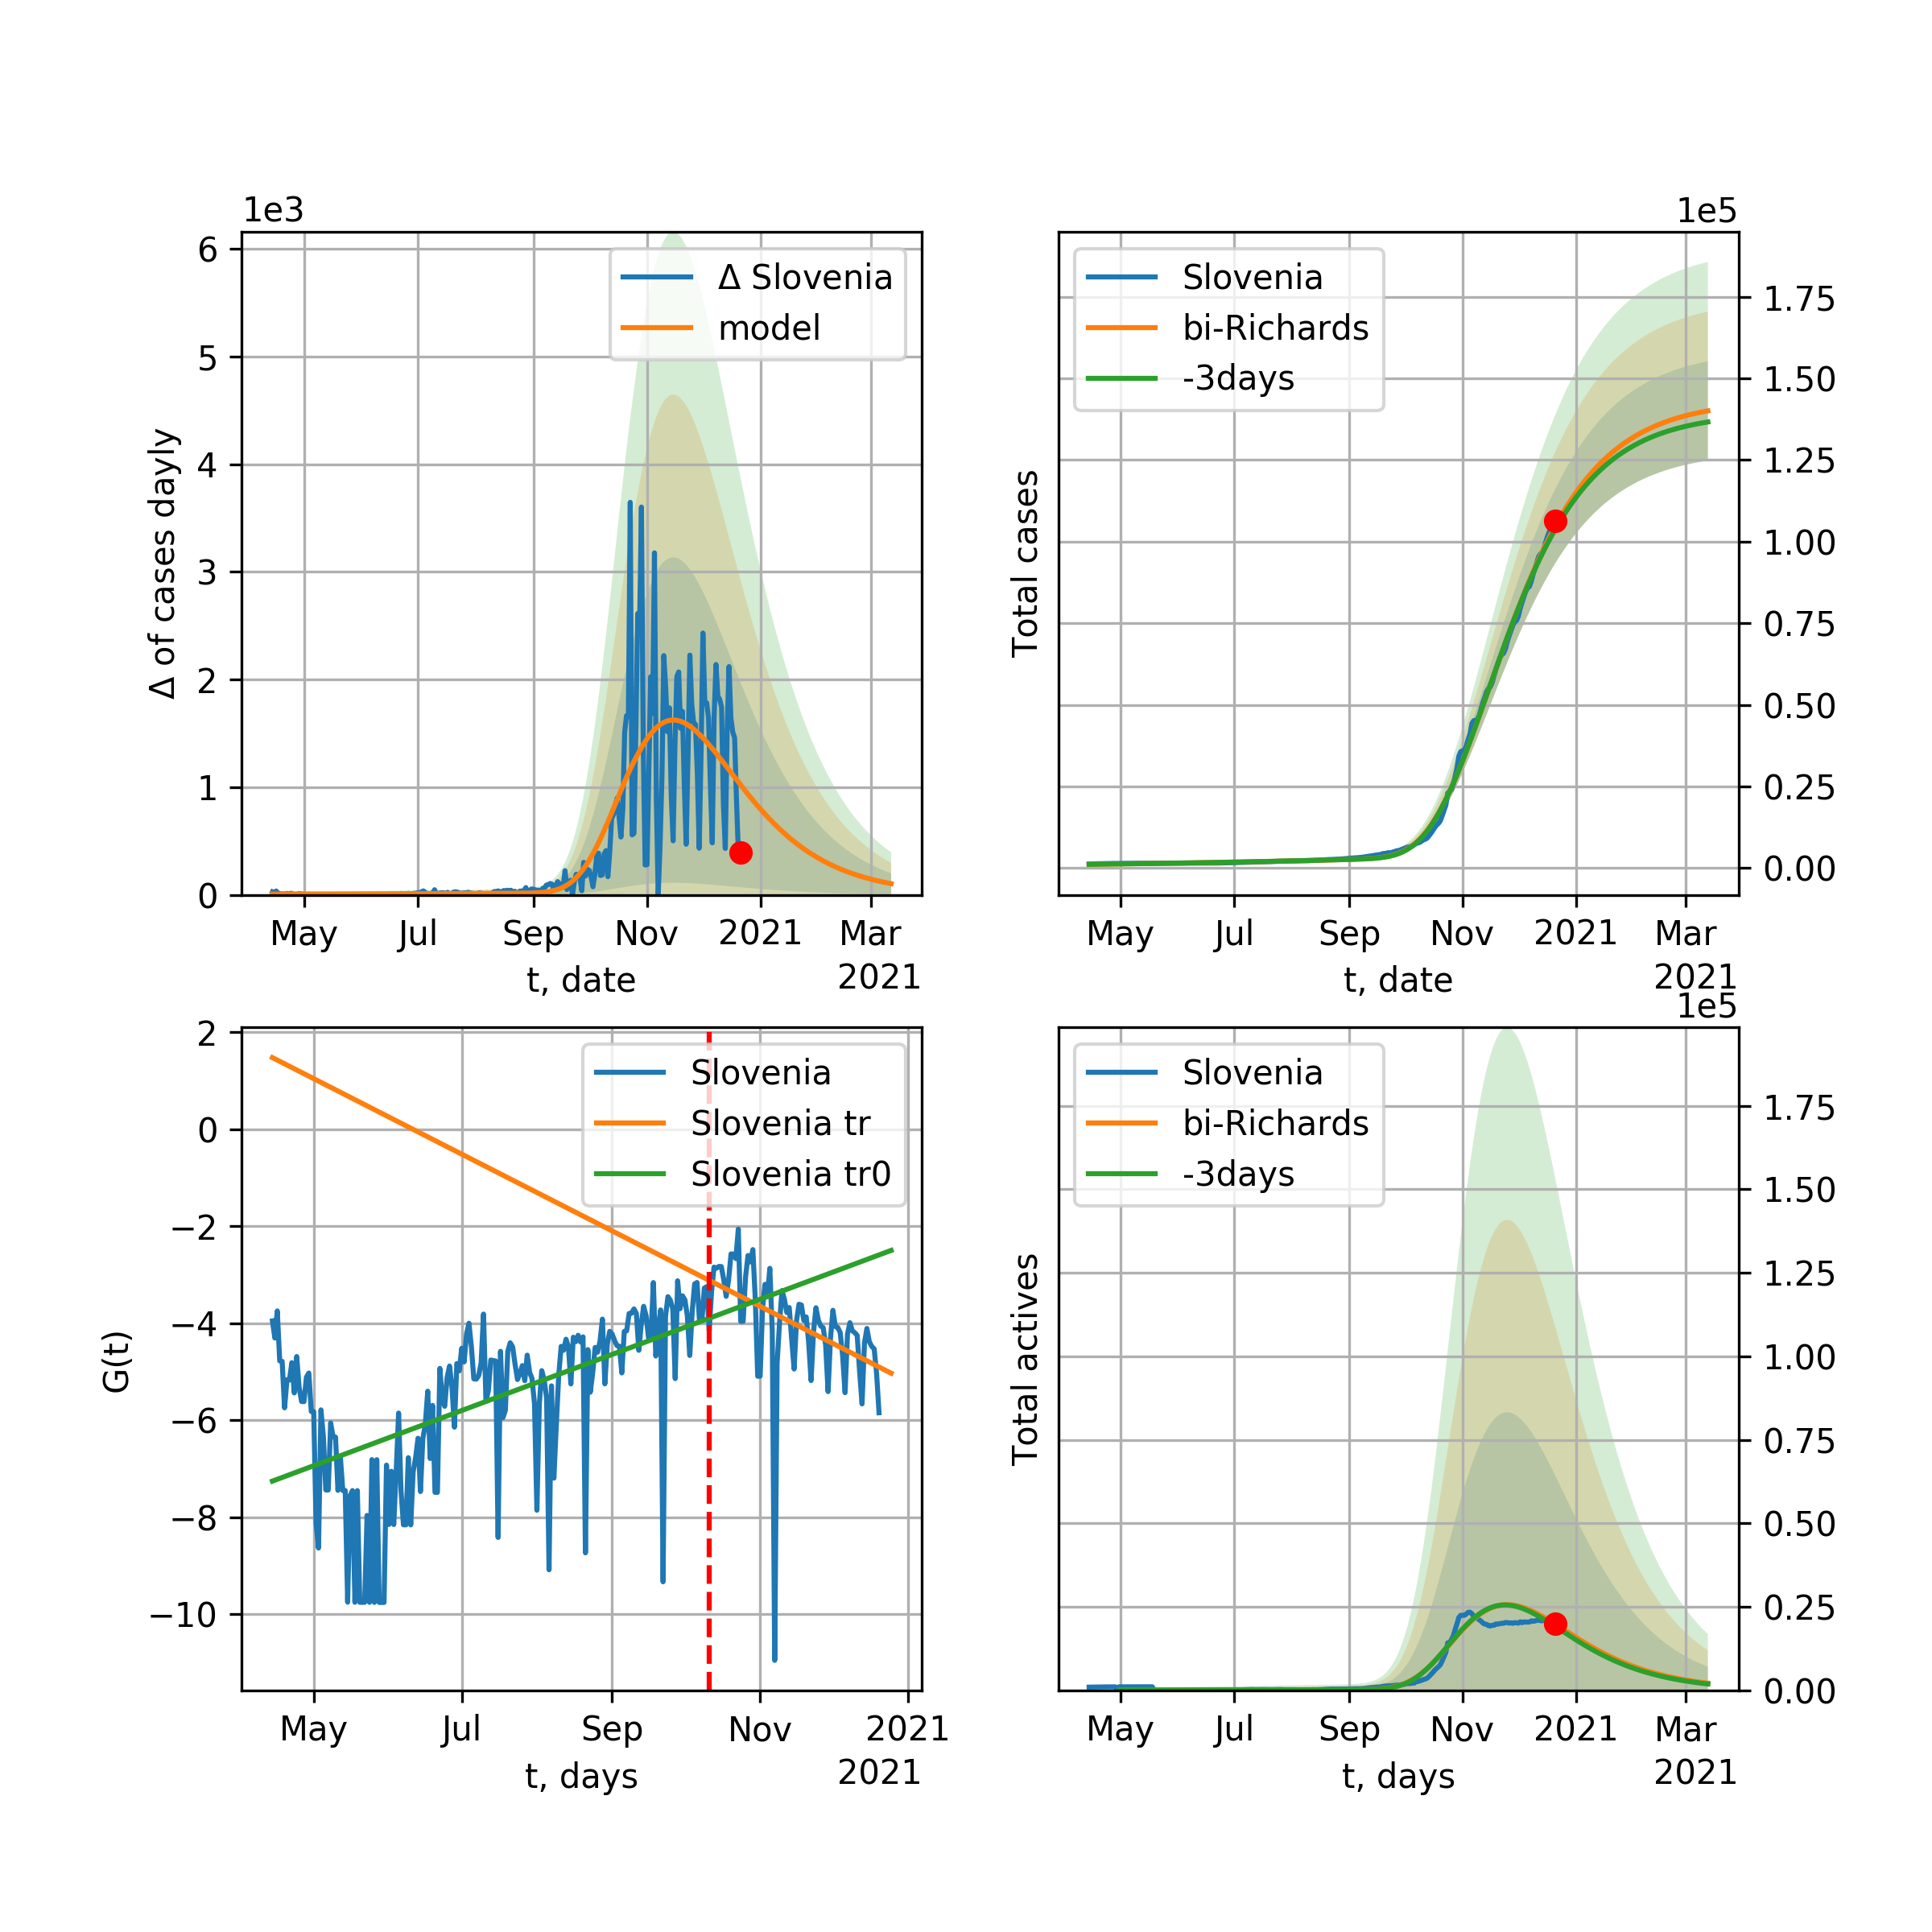 1e3
Δ of cases dayly
6
5
4
3
2
1
0
Δ Slovenia
model
May Jul Sep Nov 2021 Mar
t, date
2021
1e5
Total cases
Slovenia
bi-Richards
-3days
1.75
1.50
1.25
1.00
0.75
0.50
0.25
0.00
May Jul Sep Nov 2021 Mar
t, date
2021
G(t)
2
0
−2
−4
−6
−8
−10
Slovenia
Slovenia tr
Slovenia tr0
May Jul Sep Nov 2021
t, days
2021
1e5
Total actives
Slovenia
bi-Richards
-3days
1.75
1.50
1.25
1.00
0.75
0.50
0.25
0.00
May Jul Sep Nov 2021 Mar
t, days
2021